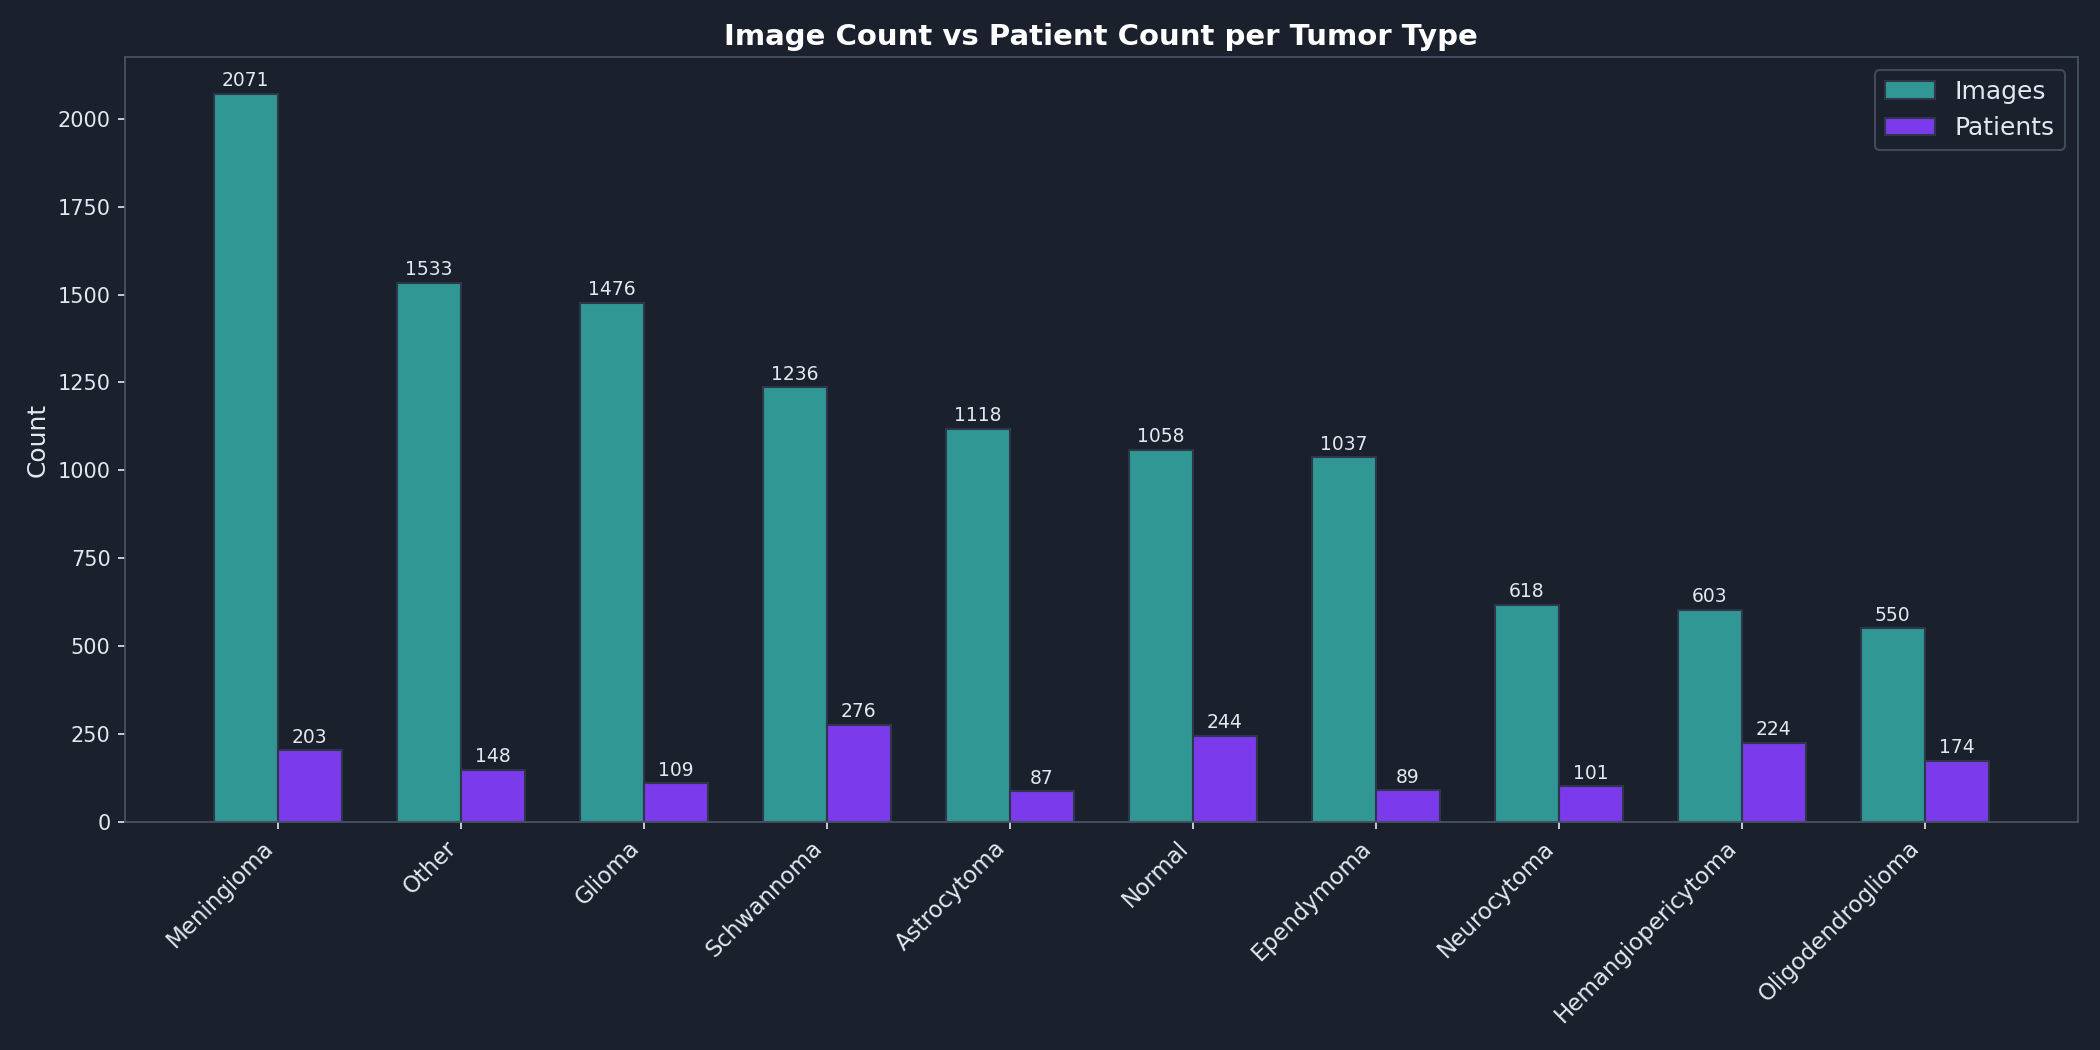 Image Count vs Patient Count per Tumor Type
Images
Patients
Count
2000
1750
1500
1250
1000
750
500
250
0
2071
203
1533
148
1476
109
1236
276
1118
87
1058
244
1037
89
618
101
603
224
550
174
Meningioma
Other
Glioma
Schwannoma
Astrocytoma
Normal
Ependymoma
Neurocytoma
Hemangiopericytoma
Oligodendroglioma